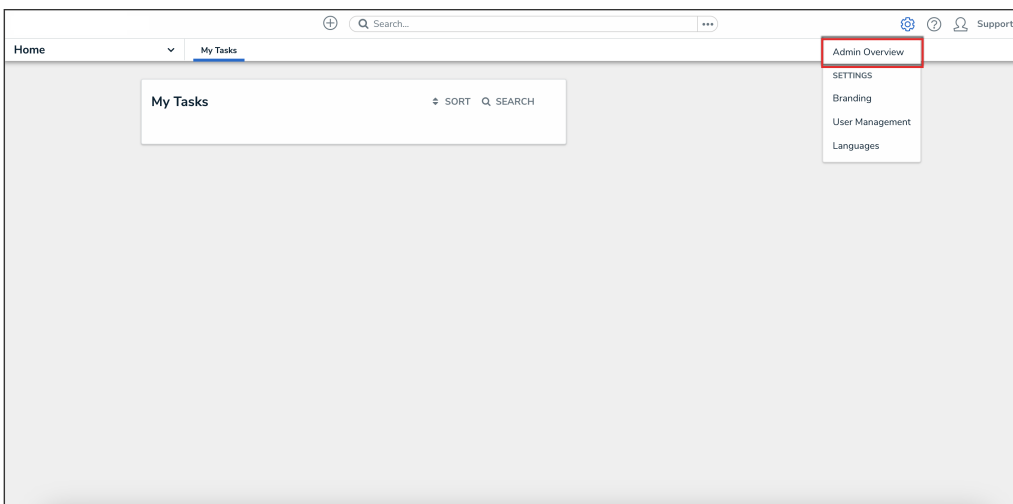 Search...
Support
Home
My Tasks
Admin Overview
SETTINGS
Branding
User Management
Languages
My Tasks
SORT
SEARCH